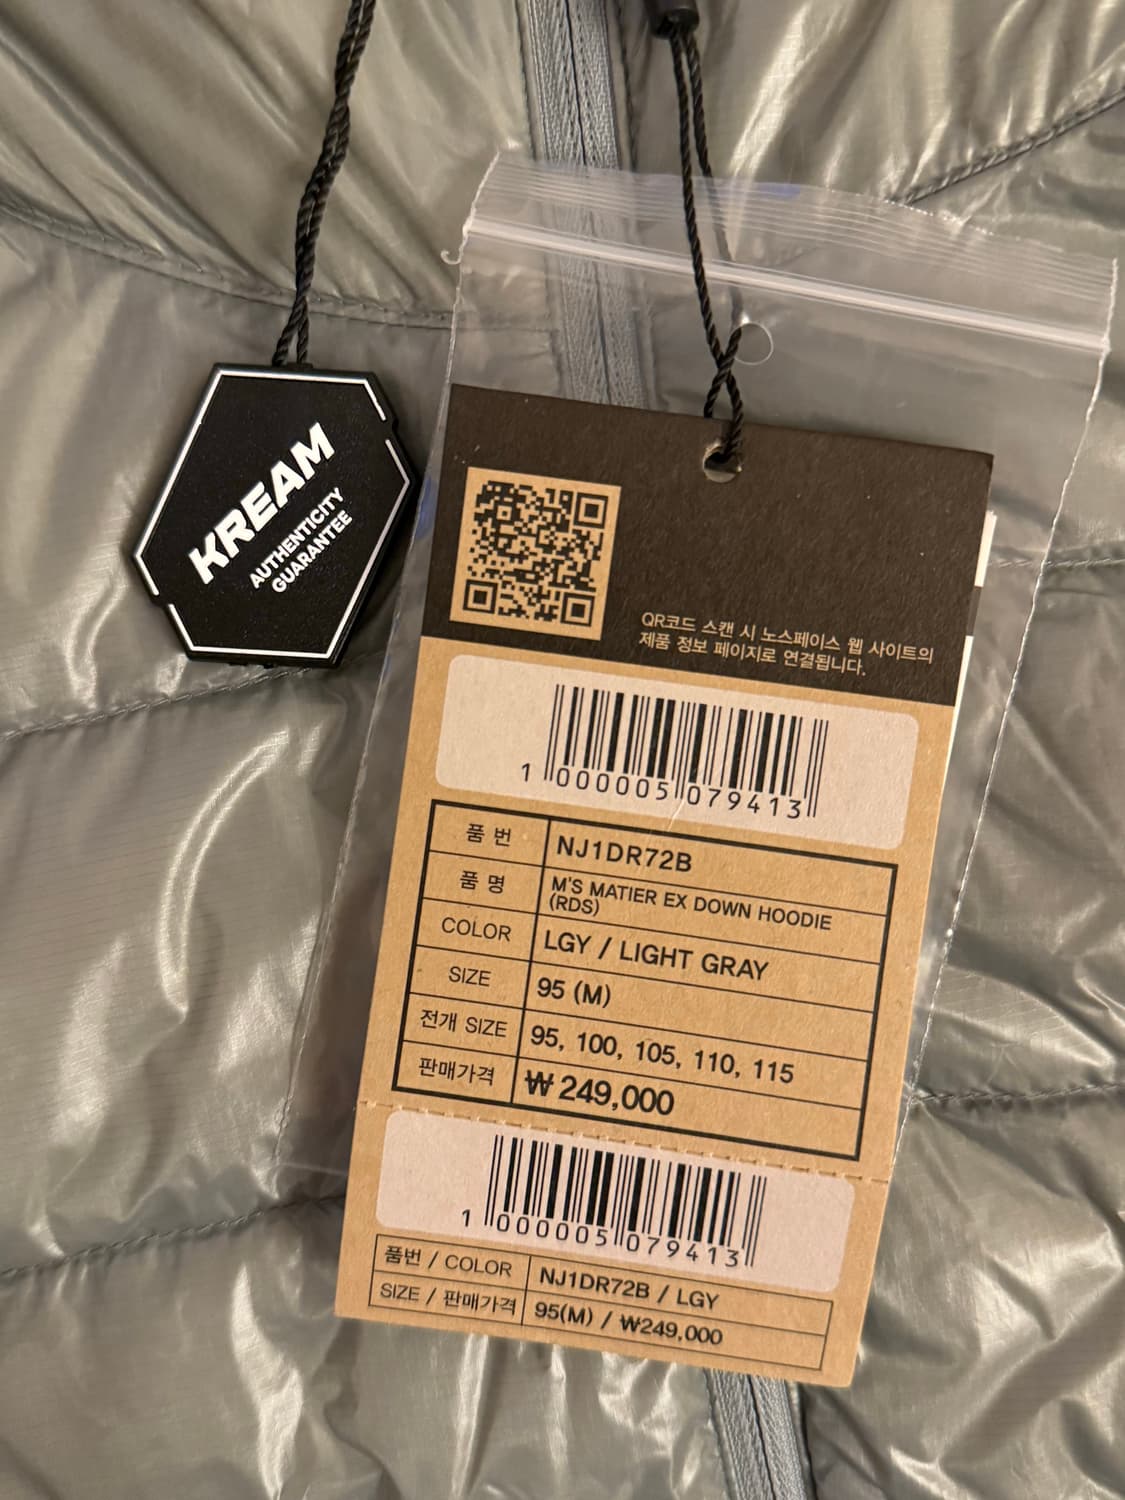 KREAM
AUTHENTICITY
GUARANTEE
QR코드 스캔 시 노스페이스 웹 사이트의
제품 정보 페이지로 연결됩니다.
1 000005 079413
품 번 NJ1DR72B
품 명 M'S MATIER EX DOWN HOODIE
(RDS)
COLOR LGY / LIGHT GRAY
SIZE 95 (M)
전개 SIZE 95, 100, 105, 110, 115
판매가격 ₩ 249,000
1 000005 079413
품번 / COLOR NJ1DR72B / LGY
SIZE / 판매가격 95(M) / ₩249,000